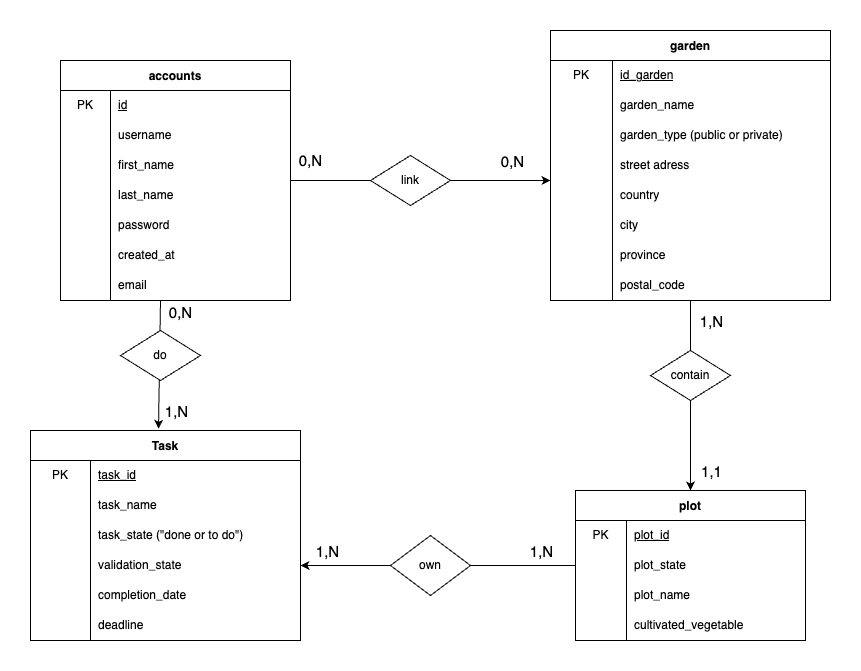 accounts
PK id
username
first_name
last_name
password
created_at
email
0,N
link
0,N
garden
PK id_garden
garden_name
garden_type (public or private)
street adress
country
city
province
postal_code
0,N
do
1,N
1,N
contain
1,1
Task
PK task_id
task_name
task_state ("done or to do")
validation_state
completion_date
deadline
1,N
own
1,N
plot
PK plot_id
plot_state
plot_name
cultivated_vegetable